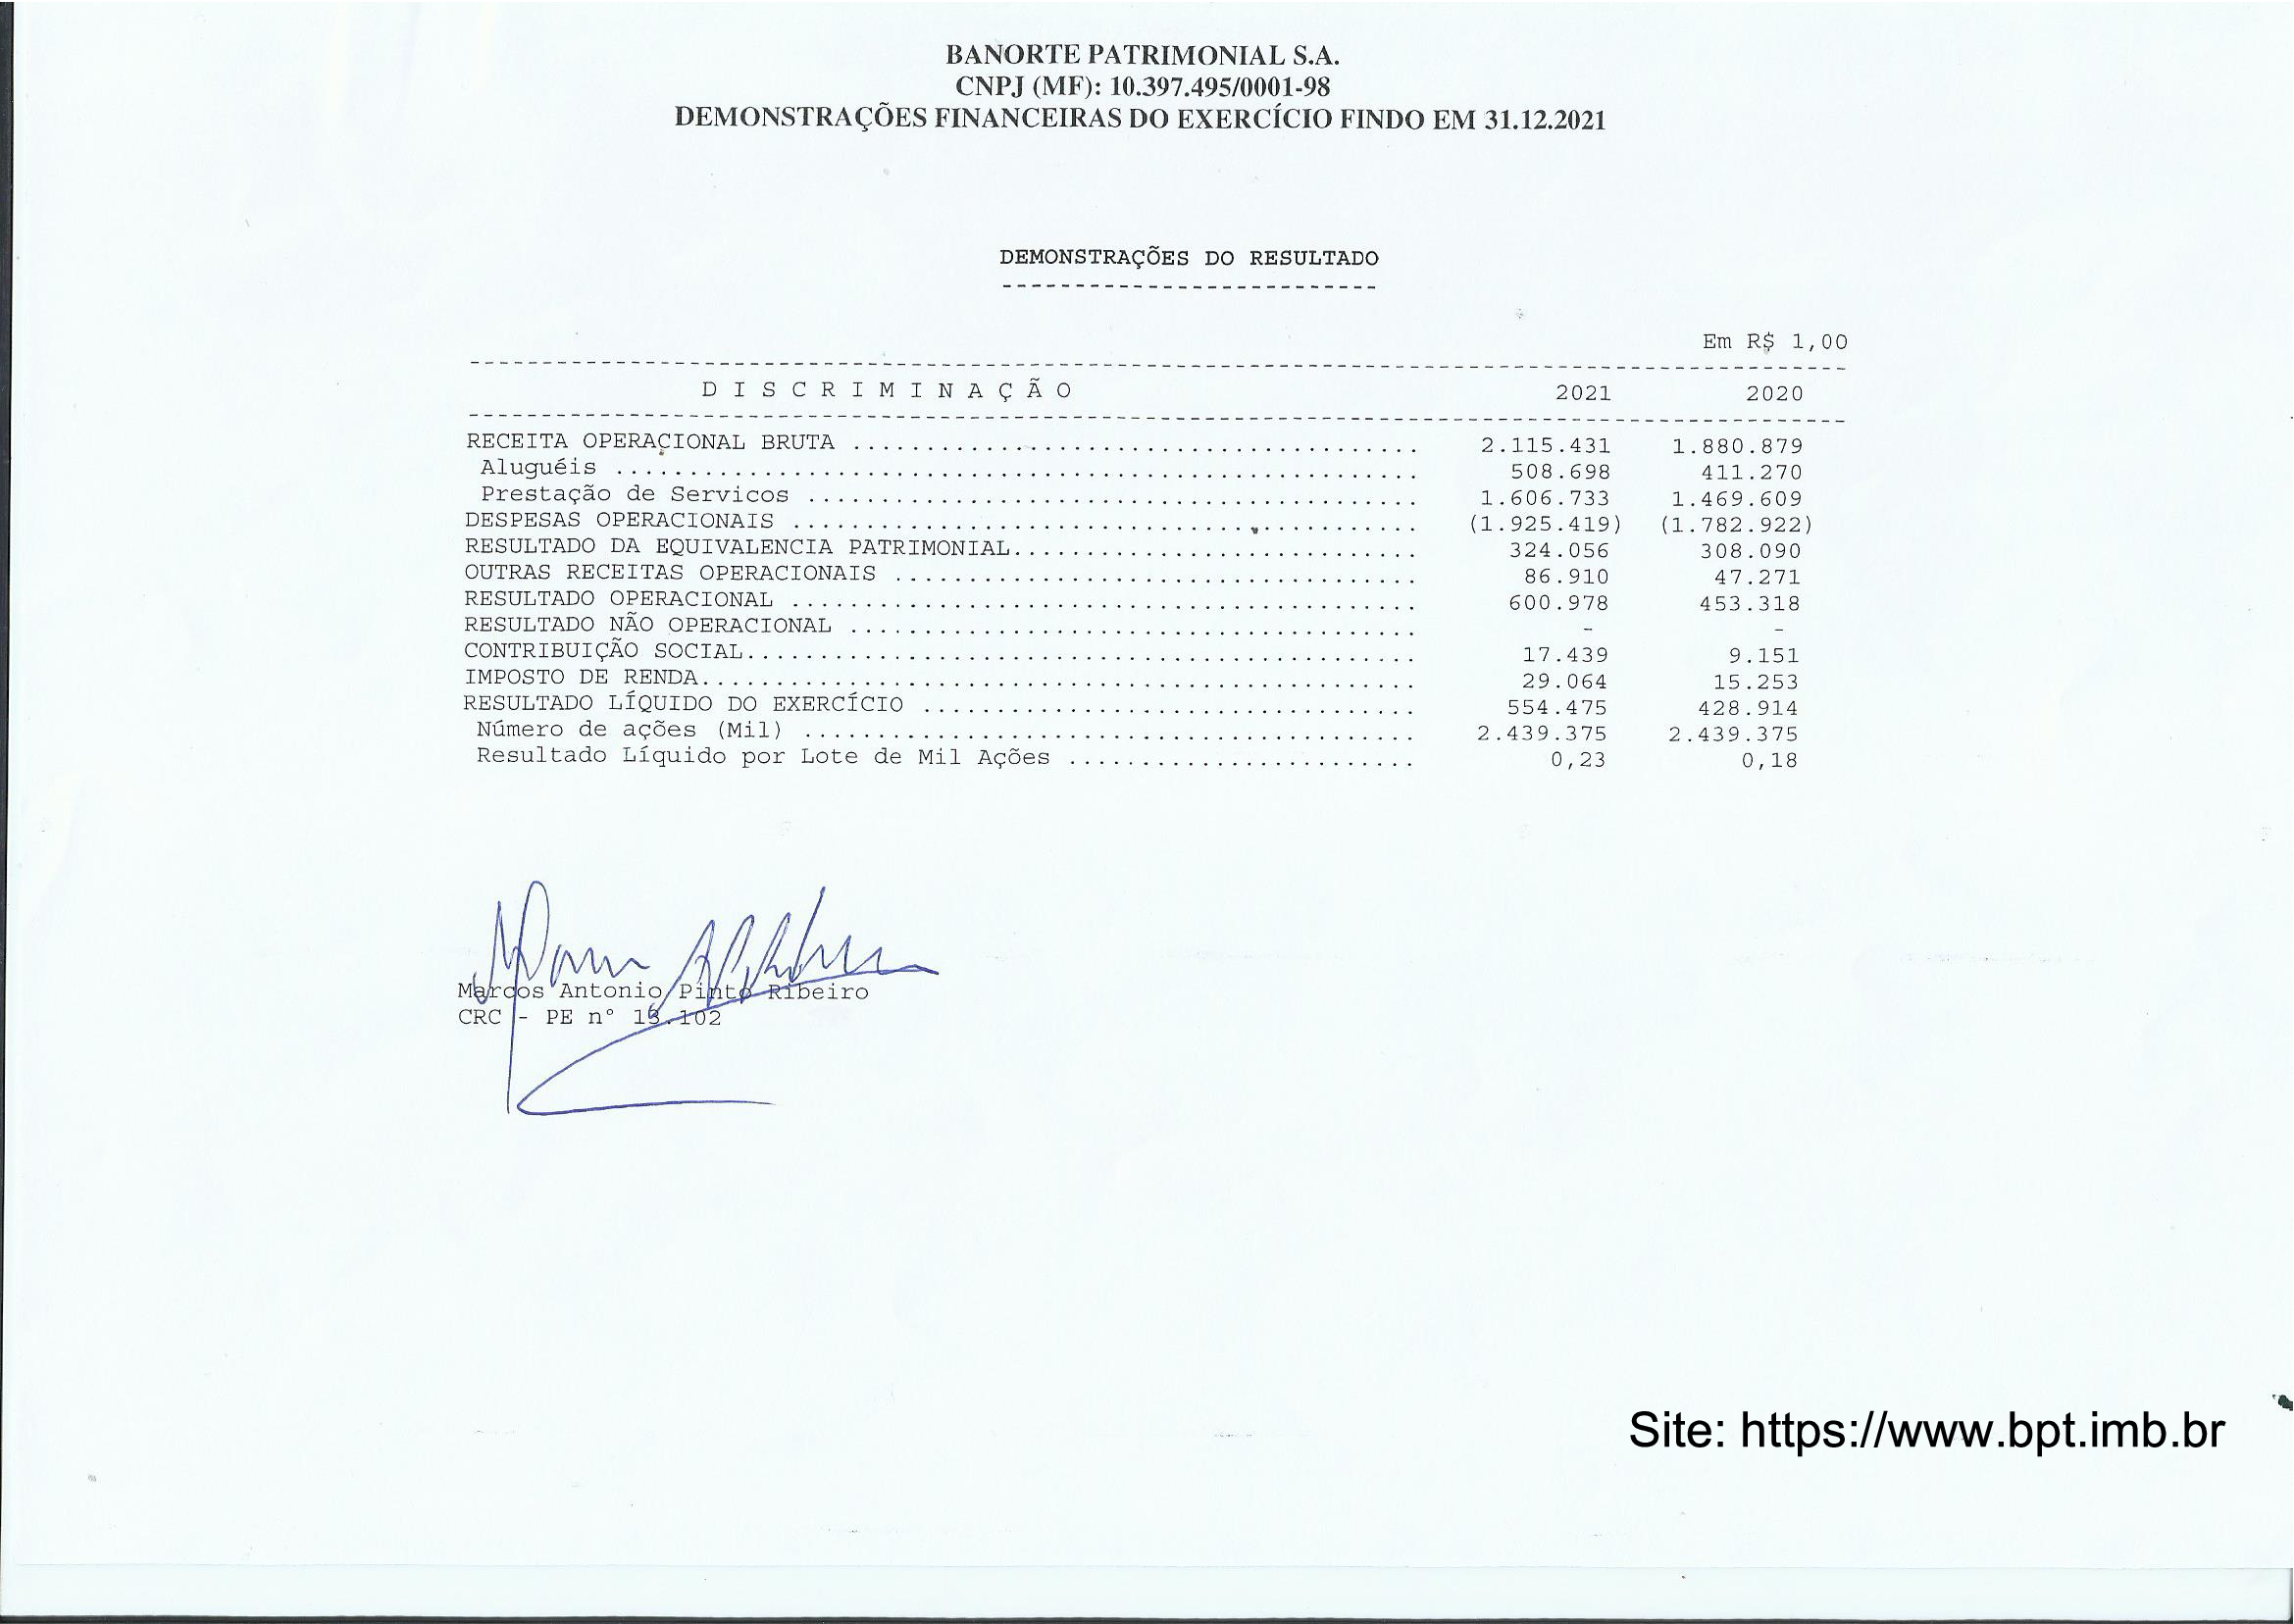 BANORTE PATRIMONIAL S.A.
CNPJ (MF): 10.397.495/0001-98
DEMONSTRAÇÕES FINANCEIRAS DO EXERCÍCIO FINDO EM 31.12.2021
DEMONSTRAÇÕES DO RESULTADO
Em R$ 1,00
D I S C R I M I N A Ç Ã O 2021 2020
RECEITA OPERACIONAL BRUTA ....................................... 2.115.431 1.880.879
Aluguéis ....................................................... 508.698 411.270
Prestação de Servicos .......................................... 1.606.733 1.469.609
DESPESAS OPERACIONAIS ........................................... (1.925.419) (1.782.922)
RESULTADO DA EQUIVALENCIA PATRIMONIAL............................ 324.056 308.090
OUTRAS RECEITAS OPERACIONAIS .................................... 86.910 47.271
RESULTADO OPERACIONAL ........................................... 600.978 453.318
RESULTADO NÃO OPERACIONAL ....................................... - -
CONTRIBUIÇÃO SOCIAL.............................................. 17.439 9.151
IMPOSTO DE RENDA................................................. 29.064 15.253
RESULTADO LÍQUIDO DO EXERCÍCIO .................................. 554.475 428.914
Número de ações (Mil) .......................................... 2.439.375 2.439.375
Resultado Líquido por Lote de Mil Ações ........................ 0,23 0,18
Marcos Antonio Pinto Ribeiro
CRC - PE n° 13.102
Site: https://www.bpt.imb.br